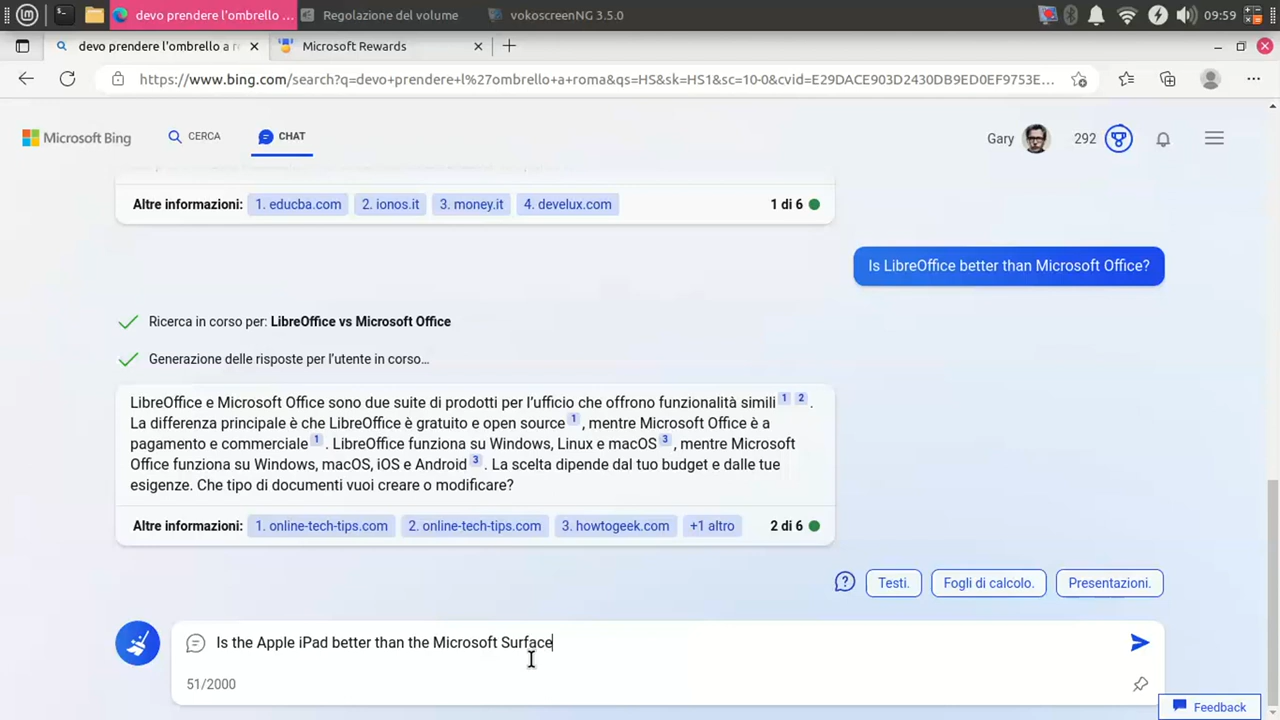 devo prendere l'ombrello ...
Regolazione del volume
vokoscreenNG 3.5.0
09:59
devo prendere l'ombrello a r
Microsoft Rewards
https://www.bing.com/search?q=devo+prendere+l%27ombrello+a+roma&qs=HS&sk=HS1&sc=10-0&cvid=E29DACE903D2430DB9ED0EF9753E...
Microsoft Bing
CERCA
CHAT
Gary
292
Altre informazioni: 1. educba.com 2. ionos.it 3. money.it 4. develux.com 1 di 6
Is LibreOffice better than Microsoft Office?
Ricerca in corso per: LibreOffice vs Microsoft Office
Generazione delle risposte per l'utente in corso...
LibreOffice e Microsoft Office sono due suite di prodotti per l'ufficio che offrono funzionalità simili 1 2 .
La differenza principale è che LibreOffice è gratuito e open source 1 , mentre Microsoft Office è a
pagamento e commerciale 1 . LibreOffice funziona su Windows, Linux e macOS 3 , mentre Microsoft
Office funziona su Windows, macOS, iOS e Android 3 . La scelta dipende dal tuo budget e dalle tue
esigenze. Che tipo di documenti vuoi creare o modificare?
Altre informazioni: 1. online-tech-tips.com 2. online-tech-tips.com 3. howtogeek.com +1 altro 2 di 6
Testi. Fogli di calcolo. Presentazioni.
Is the Apple iPad better than the Microsoft Surface
51/2000
Feedback